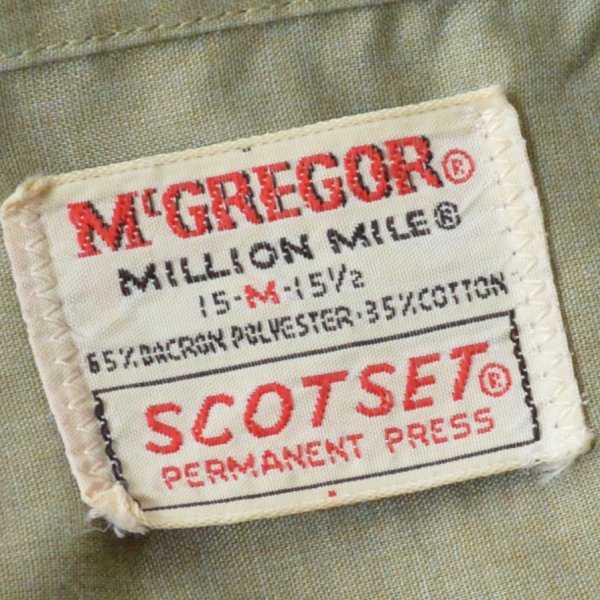 McGREGOR®
MILLION MILE®
15-M-15½
65% DACRON POLYESTER·35% COTTON
SCOTSET®
PERMANENT PRESS